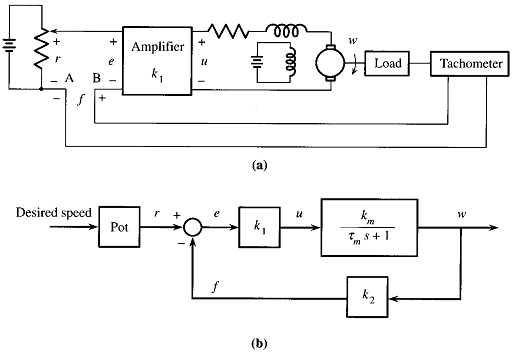 + r −
A B
− f +
+ e −
Amplifier
k₁
+ u −
w
Load
Tachometer
(a)
Desired speed
Pot
r
+
−
e
k₁
u
kₘ
τₘ s + 1
w
f
k₂
(b)